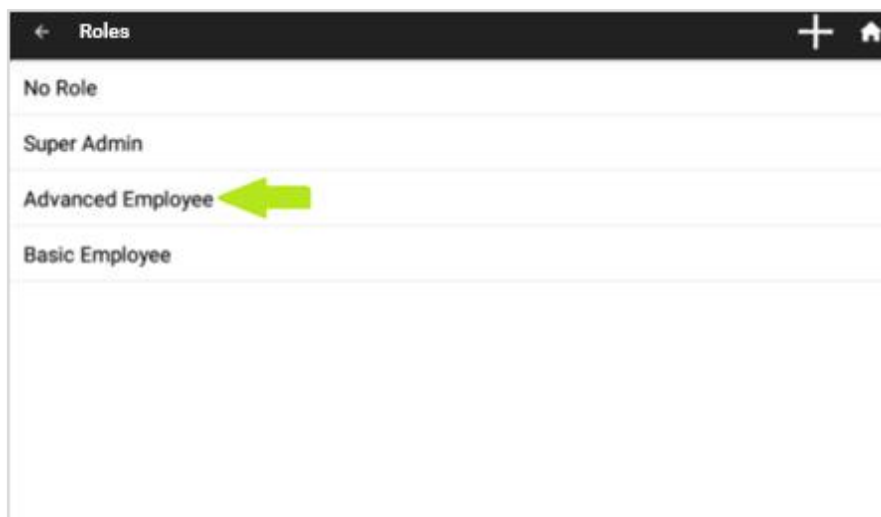 Roles
No Role
Super Admin
Advanced Employee
Basic Employee